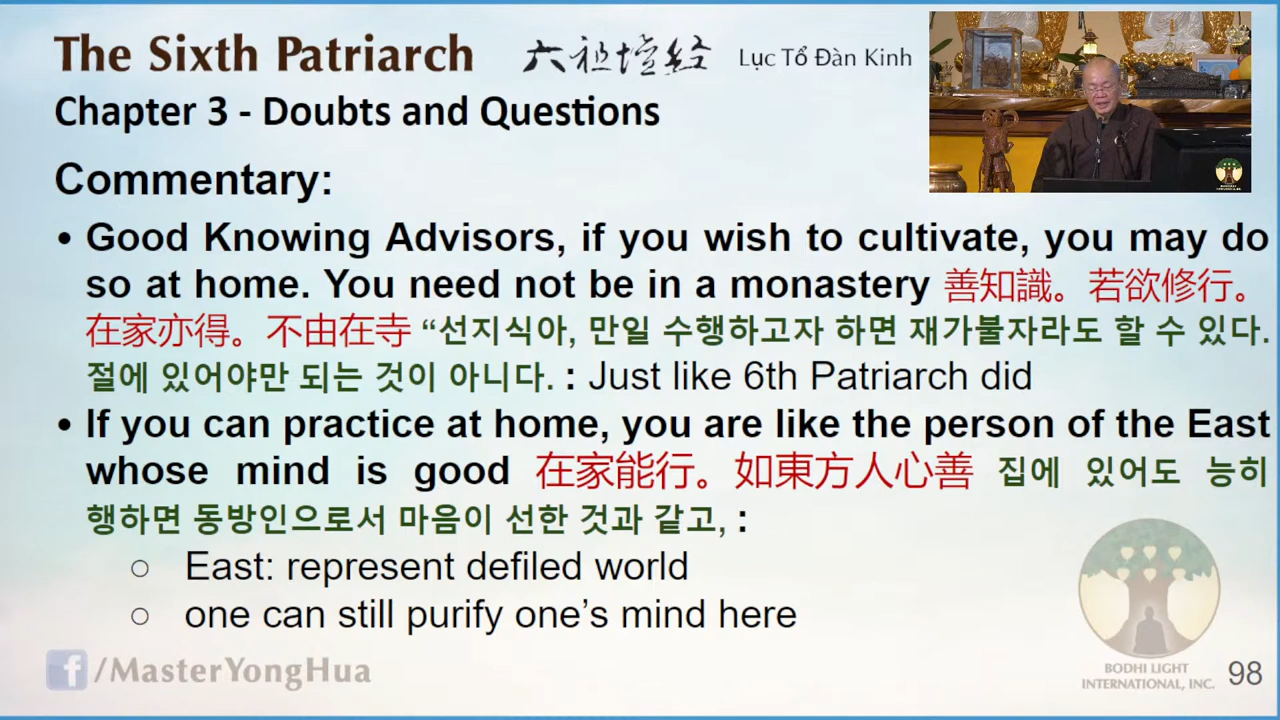 The Sixth Patriarch 六祖壇經 Lục Tổ Đàn Kinh
Chapter 3 - Doubts and Questions
Commentary:
• Good Knowing Advisors, if you wish to cultivate, you may do
so at home. You need not be in a monastery 善知識。若欲修行。
在家亦得。不由在寺 “선지식아, 만일 수행하고자 하면 재가불자라도 할 수 있다.
절에 있어야만 되는 것이 아니다. : Just like 6th Patriarch did
• If you can practice at home, you are like the person of the East
whose mind is good 在家能行。如東方人心善 집에 있어도 능히
행하면 동방인으로서 마음이 선한 것과 같고, :
○ East: represent defiled world
○ one can still purify one’s mind here
f /MasterYongHua
BODHI LIGHT
INTERNATIONAL, INC.
98